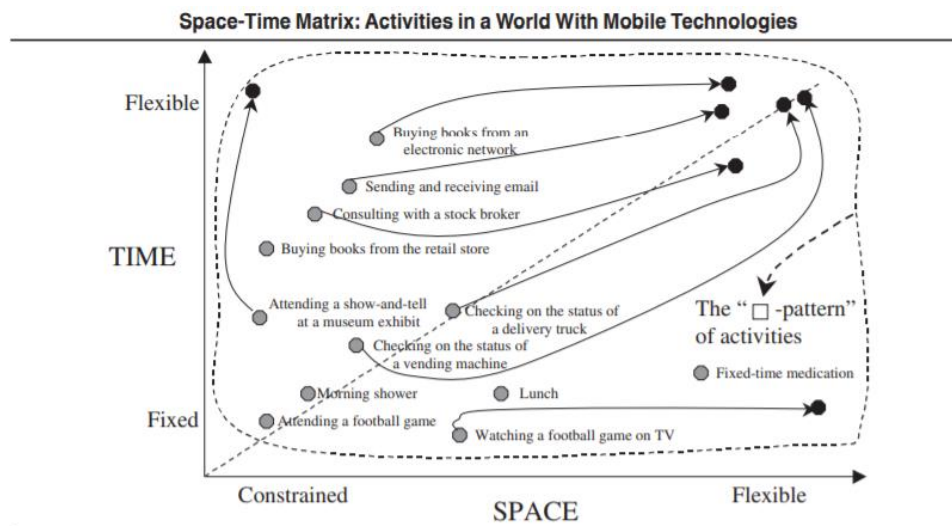 Space-Time Matrix: Activities in a World With Mobile Technologies
Flexible
Buying books from an
electronic network
Sending and receiving email
Consulting with a stock broker
TIME
Buying books from the retail store
Attending a show-and-tell
at a museum exhibit
Checking on the status of
a delivery truck
The “ □ -pattern”
of activities
Checking on the status of
a vending machine
Fixed-time medication
Morning shower
Lunch
Fixed
Attending a football game
Watching a football game on TV
Constrained
SPACE
Flexible